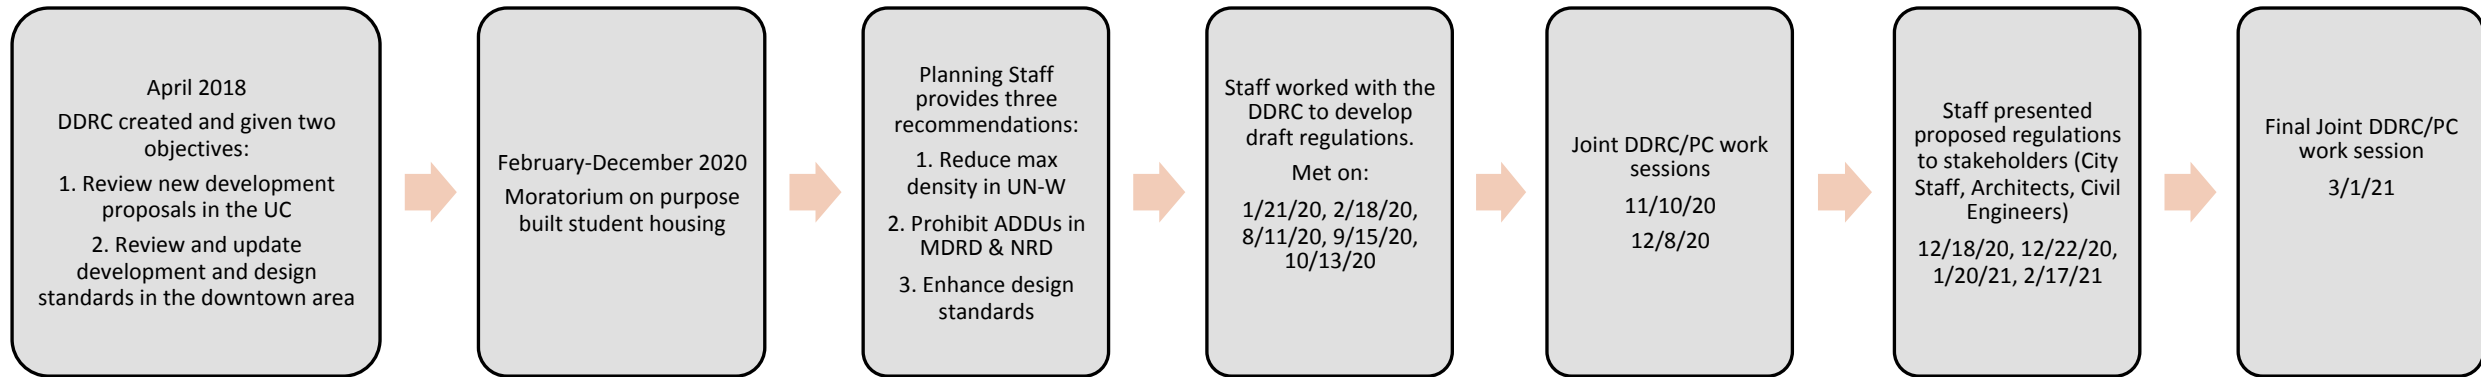 April 2018
DDRC created and given two
objectives:
1. Review new development
proposals in the UC
2. Review and update
development and design
standards in the downtown area
February-December 2020
Moratorium on purpose
built student housing
Planning Staff
provides three
recommendations:
1. Reduce max
density in UN-W
2. Prohibit ADDUs in
MDRD & NRD
3. Enhance design
standards
Staff worked with the
DDRC to develop
draft regulations.
Met on:
1/21/20, 2/18/20,
8/11/20, 9/15/20,
10/13/20
Joint DDRC/PC work
sessions
11/10/20
12/8/20
Staff presented
proposed regulations
to stakeholders (City
Staff, Architects, Civil
Engineers)
12/18/20, 12/22/20,
1/20/21, 2/17/21
Final Joint DDRC/PC
work session
3/1/21